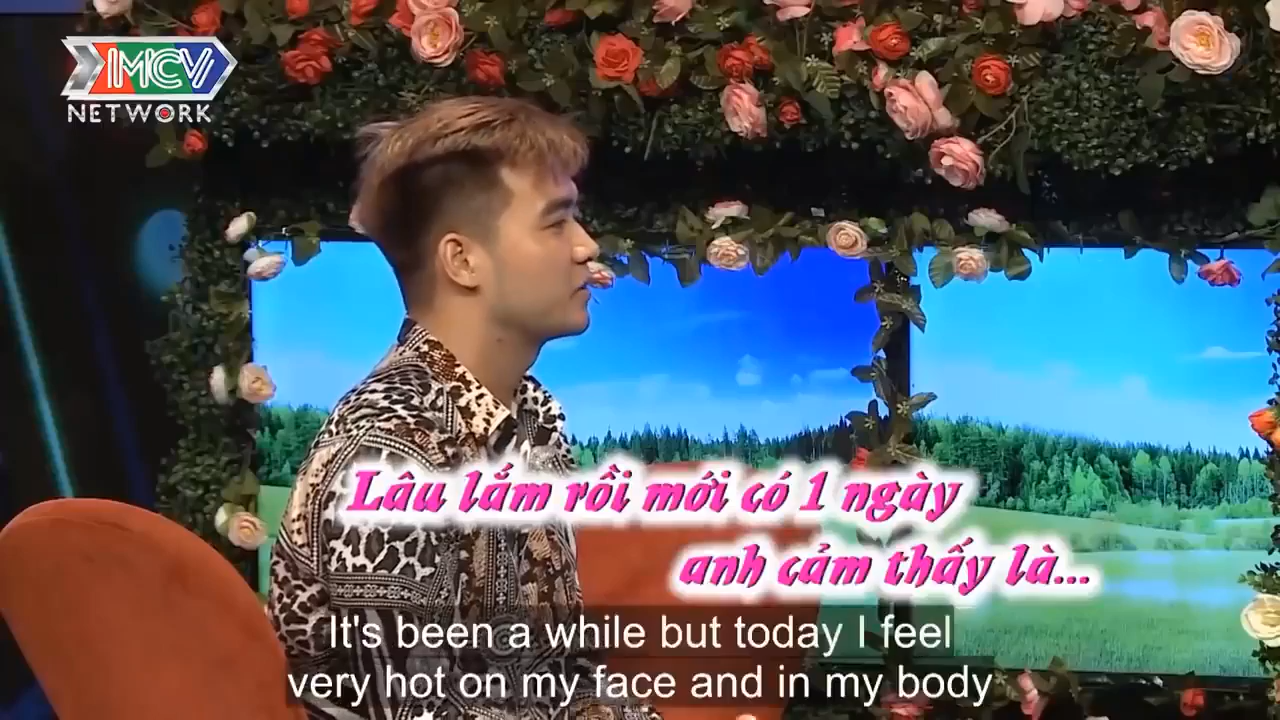 MCV
NETWORK
Lâu lắm rồi mới có 1 ngày
anh cảm thấy là...
It's been a while but today I feel
very hot on my face and in my body